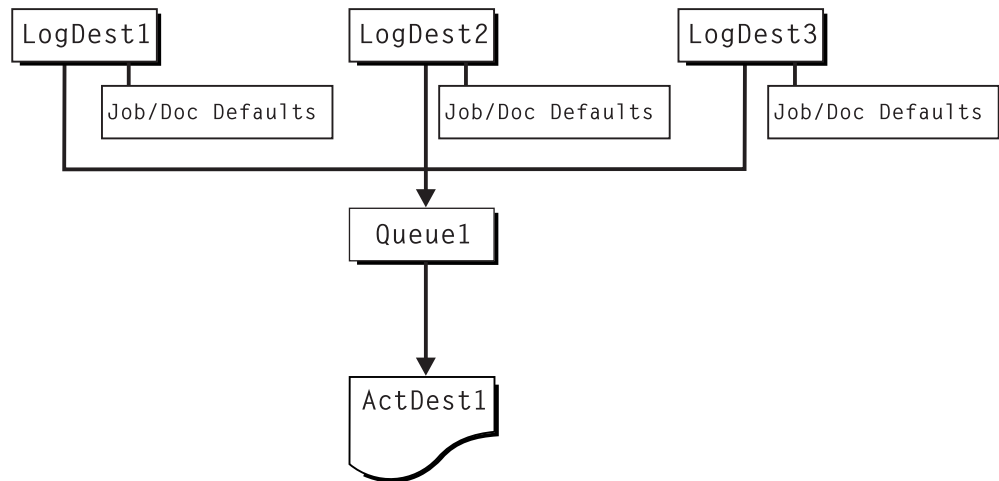 LogDest1
LogDest2
LogDest3
Job/Doc Defaults
Job/Doc Defaults
Job/Doc Defaults
Queue1
ActDest1